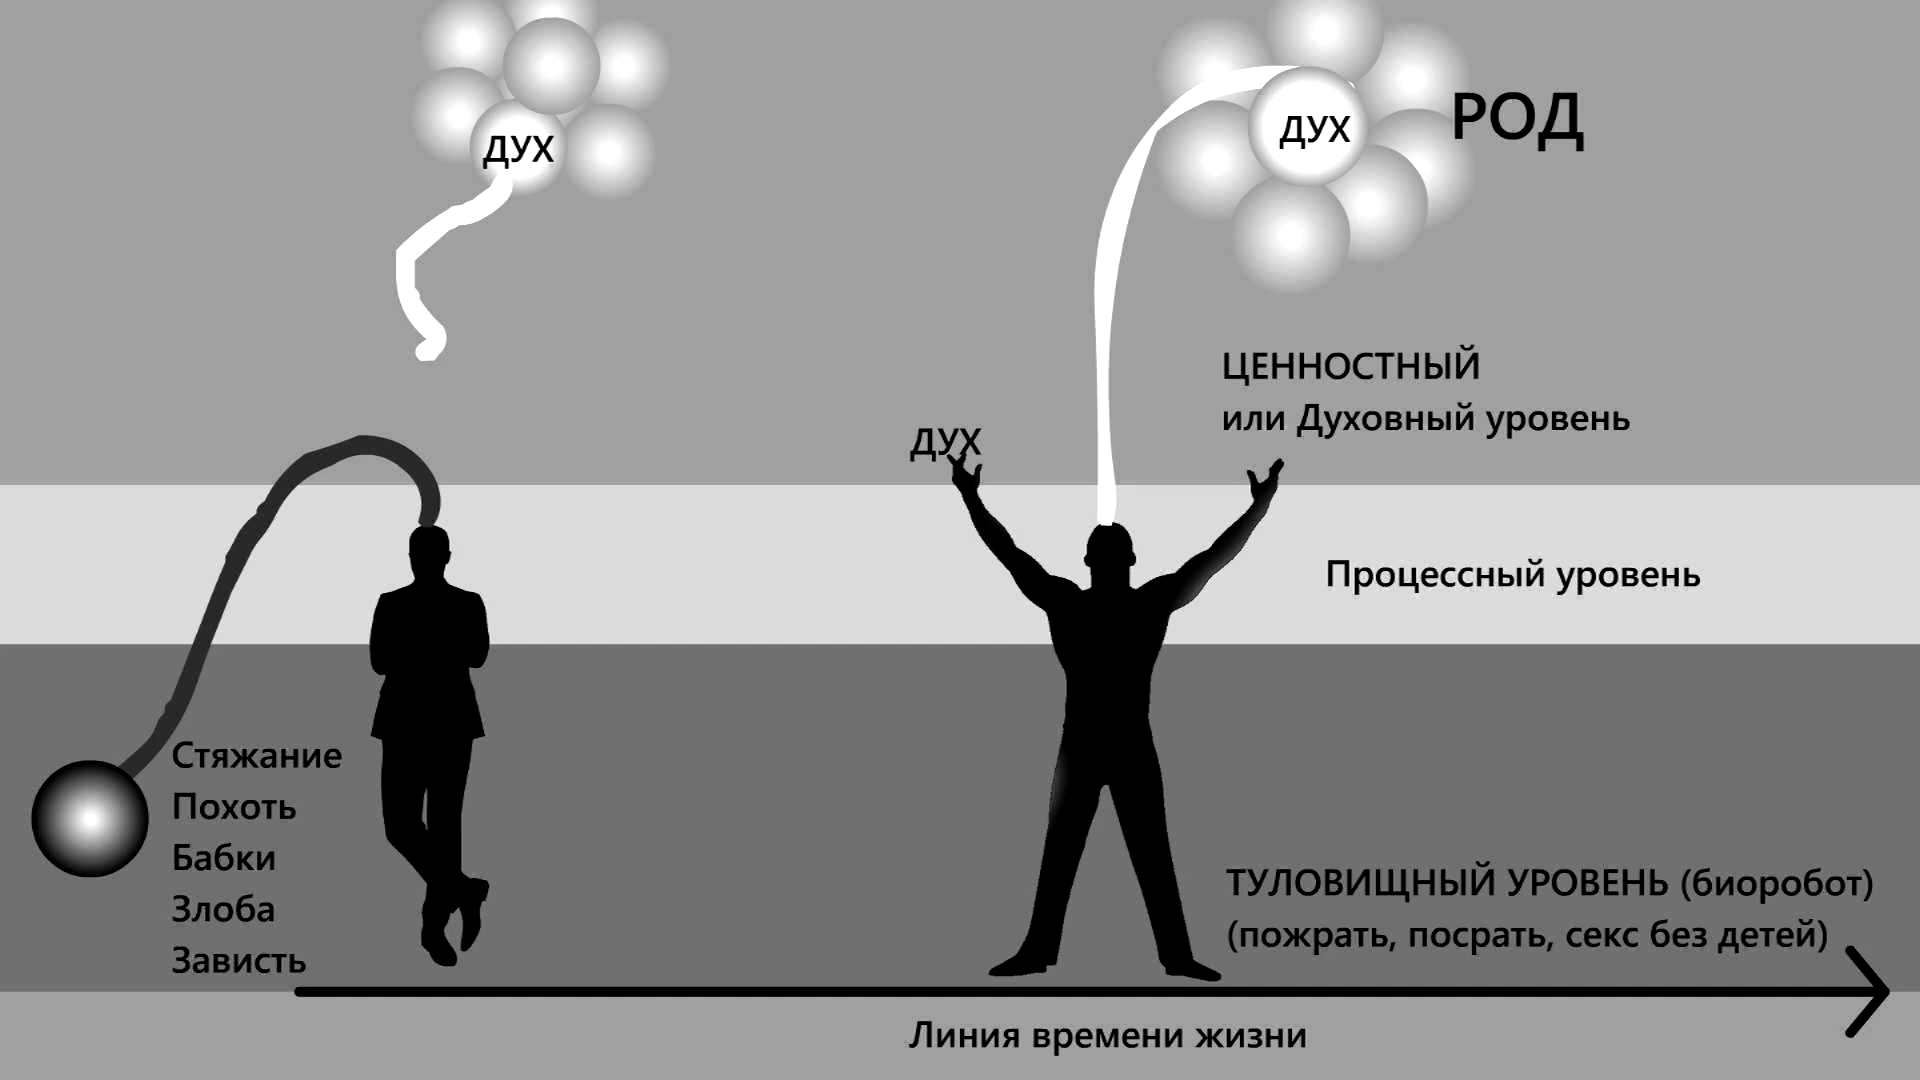 ДУХ
ДУХ
РОД
ЦЕННОСТНЫЙ
или Духовный уровень
ДУХ
Процессный уровень
Стяжание
Похоть
Бабки
Злоба
Зависть
ТУЛОВИЩНЫЙ УРОВЕНЬ (биоробот)
(пожрать, посрать, секс без детей)
Линия времени жизни